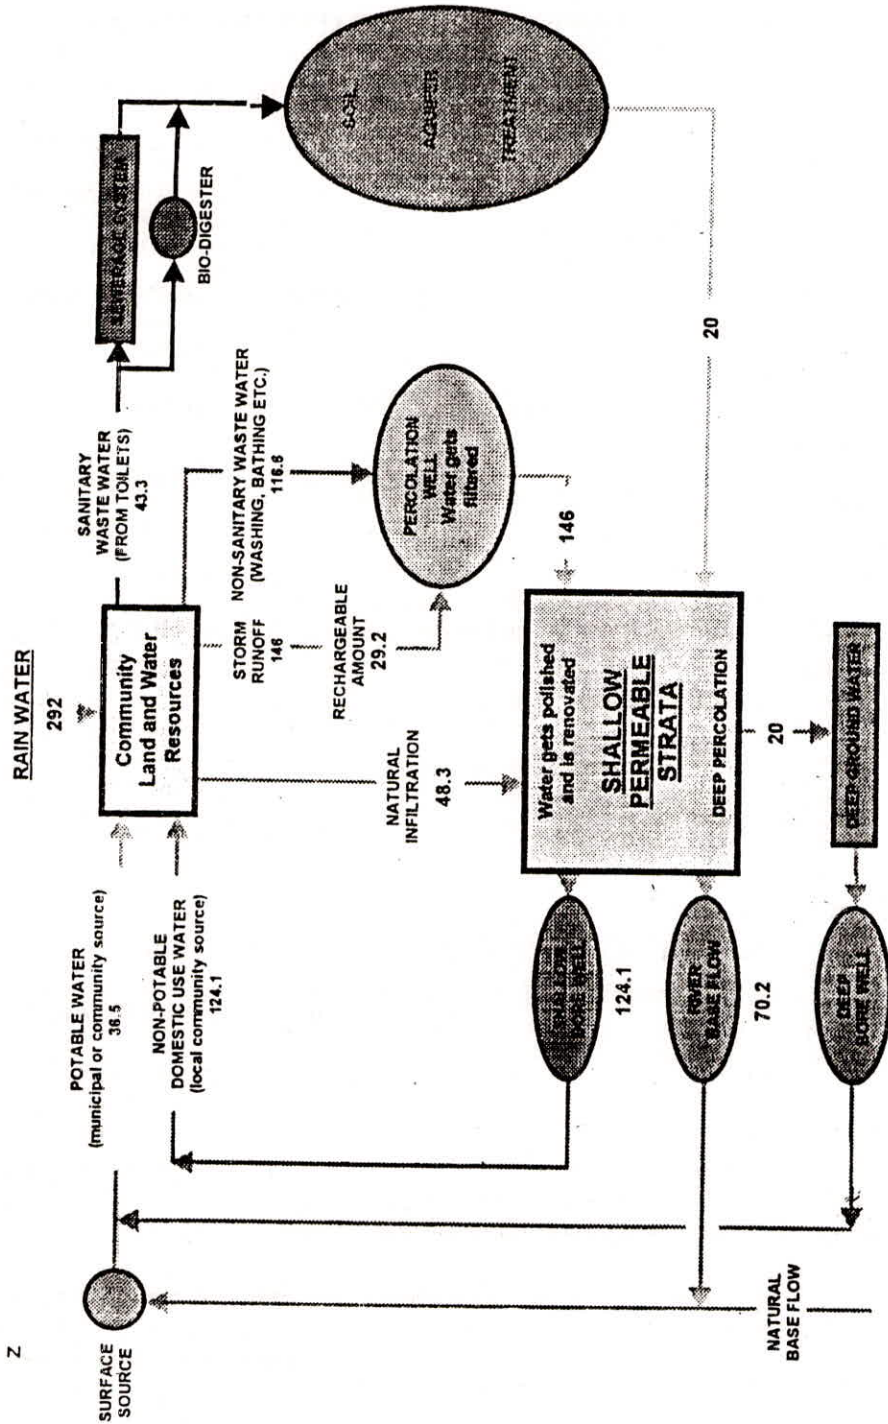 Z
RAIN WATER
292
SURFACE
SOURCE
POTABLE WATER
(municipal or community source)
36.5
NON-POTABLE
DOMESTIC USE WATER
(local community source)
124.1
Community
Land and Water
Resources
SANITARY
WASTE WATER
(FROM TOILETS)
43.3
SEWERAGE SYSTEM
BIO-DIGESTER
NON-SANITARY WASTE WATER
(WASHING, BATHING ETC.)
116.8
STORM
RUNOFF
146
RECHARGEABLE
AMOUNT
29.2
NATURAL
INFILTRATION
48.3
PERCOLATION
WELL
Water gets
filtered
SOIL
AQUIFER
TREATMENT
146
20
Water gets polished
and is renovated
SHALLOW
PERMEABLE
STRATA
DEEP PERCOLATION
SHALLOW
BORE WELL
124.1
RIVER
BASE FLOW
70.2
20
DEEP GROUND WATER
DEEP
BORE WELL
NATURAL
BASE FLOW